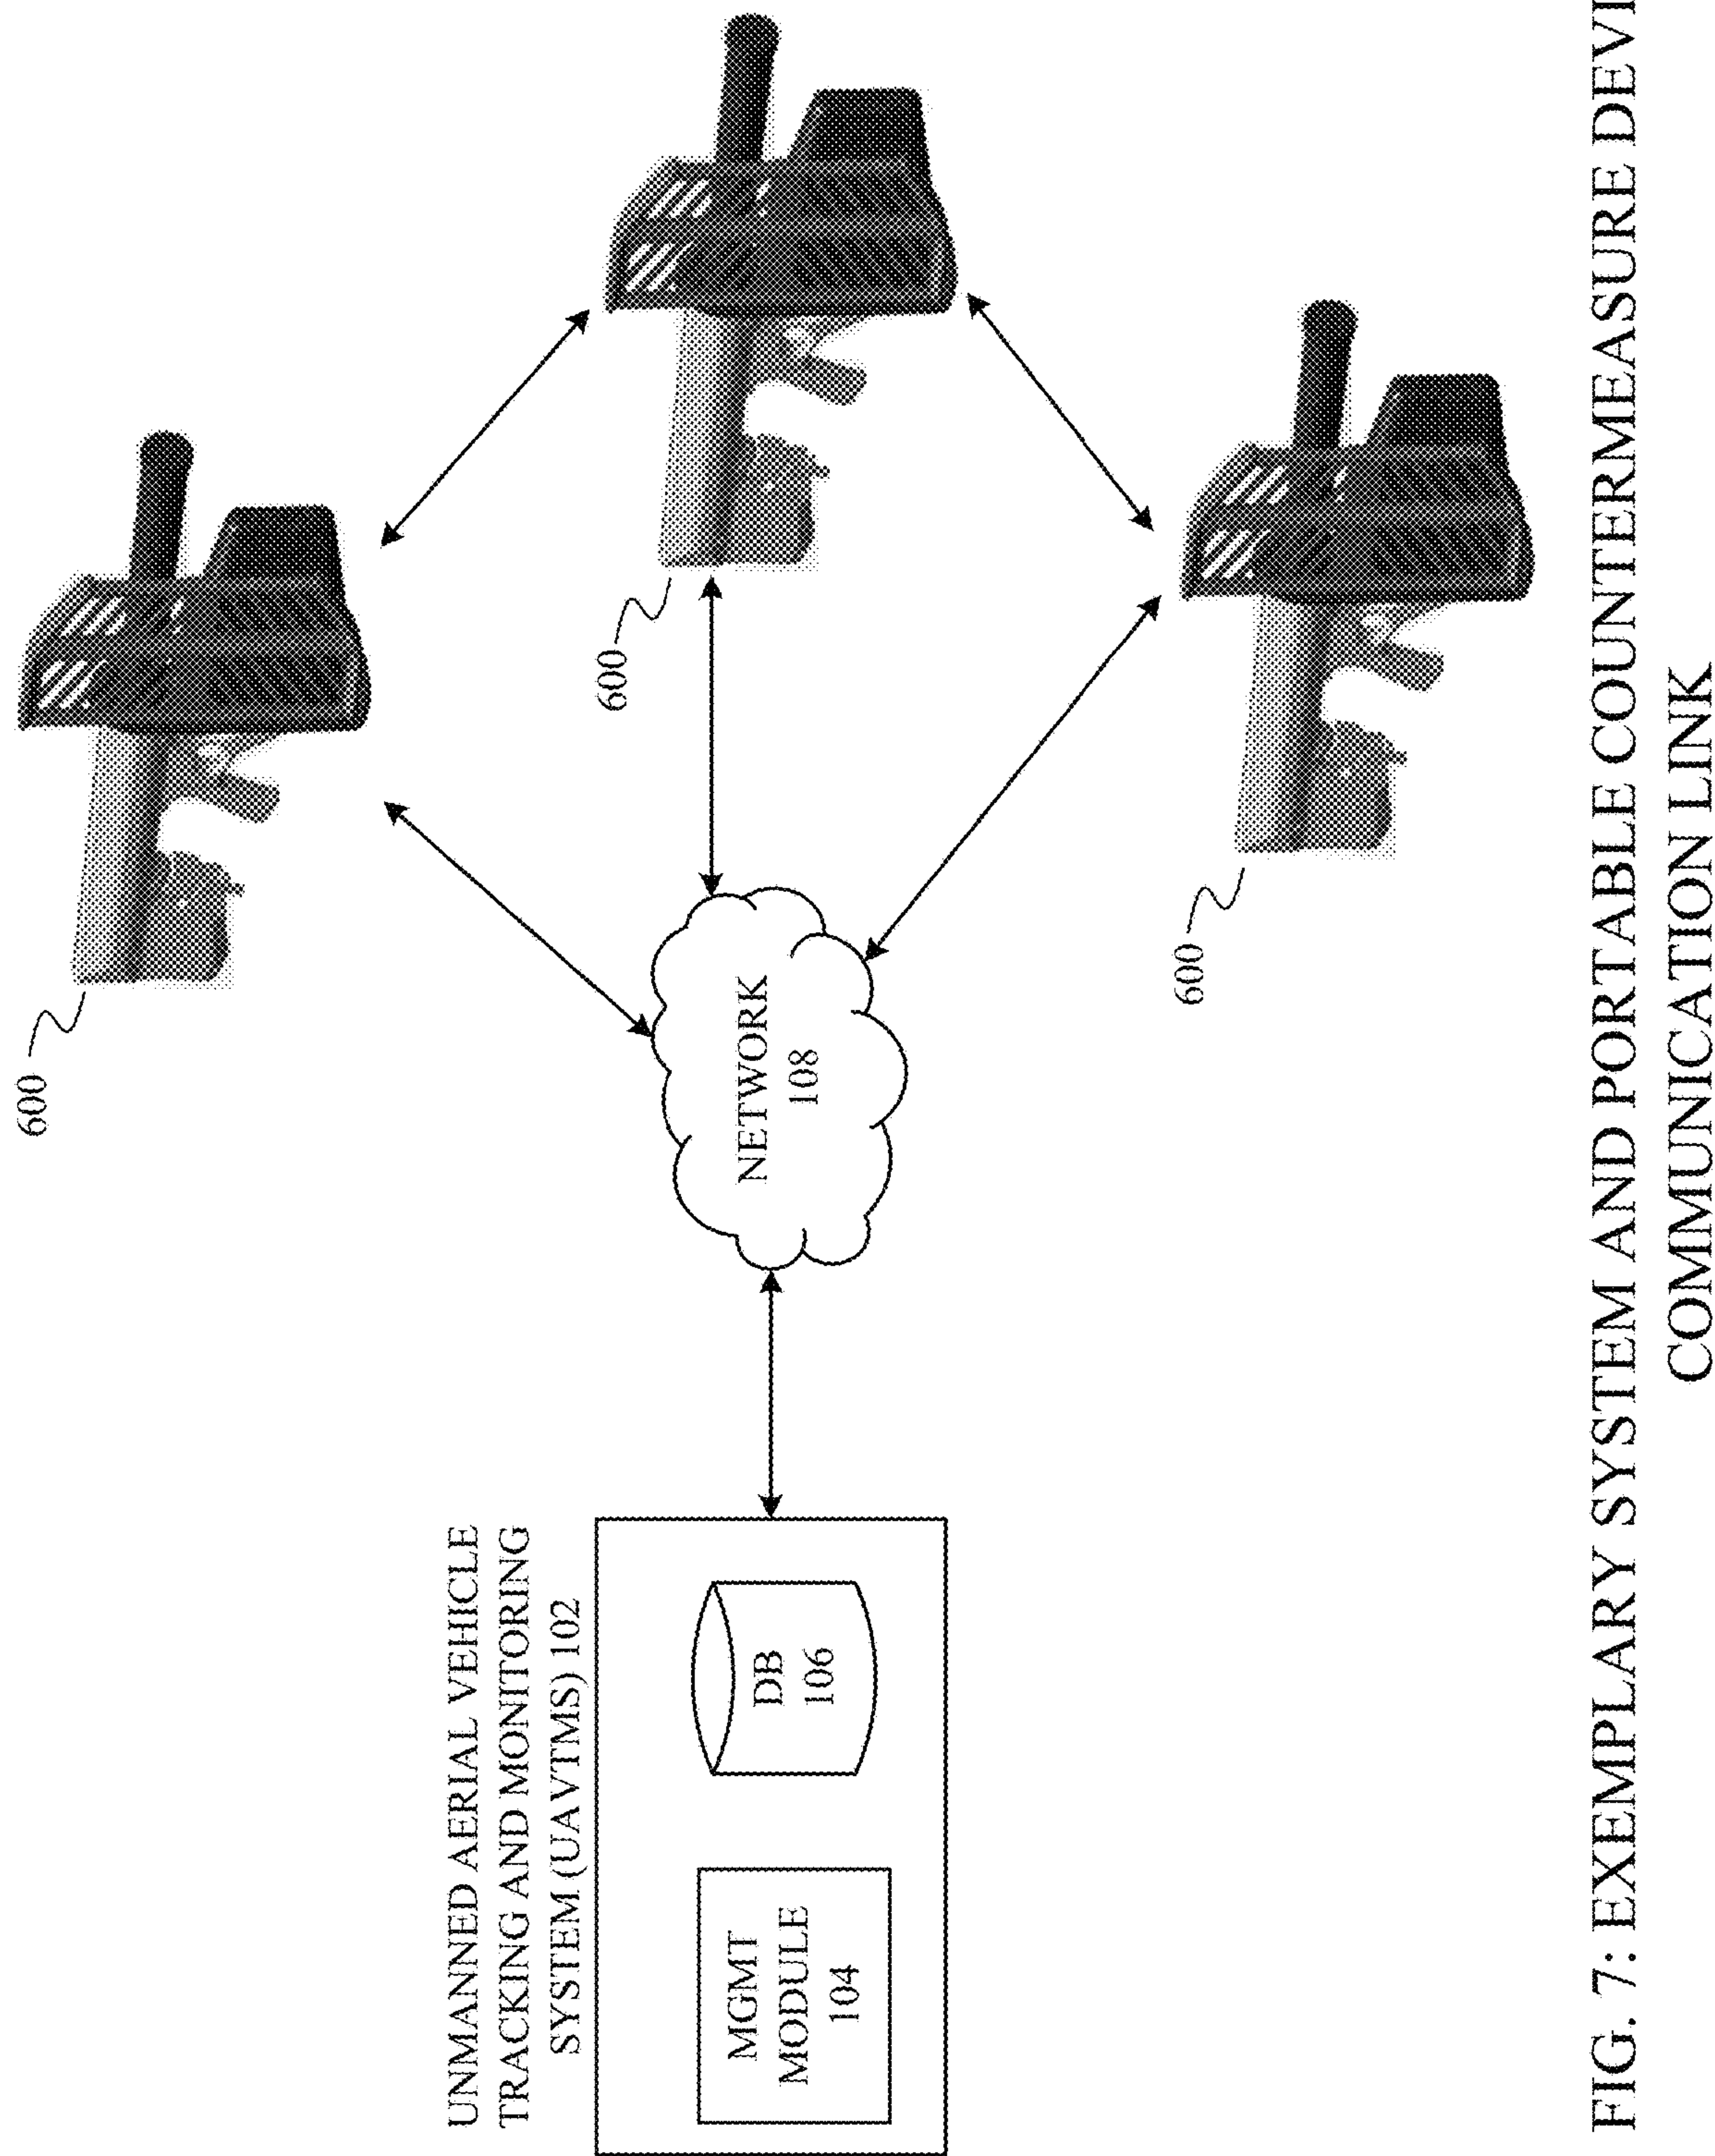 600
600
600
UNMANNED AERIAL VEHICLE
TRACKING AND MONITORING
SYSTEM (UAVTMS) 102
MGMT
MODULE
104
DB
106
NETWORK
108
FIG. 7: EXEMPLARY SYSTEM AND PORTABLE COUNTERMEASURE DEVI
COMMUNICATION LINK